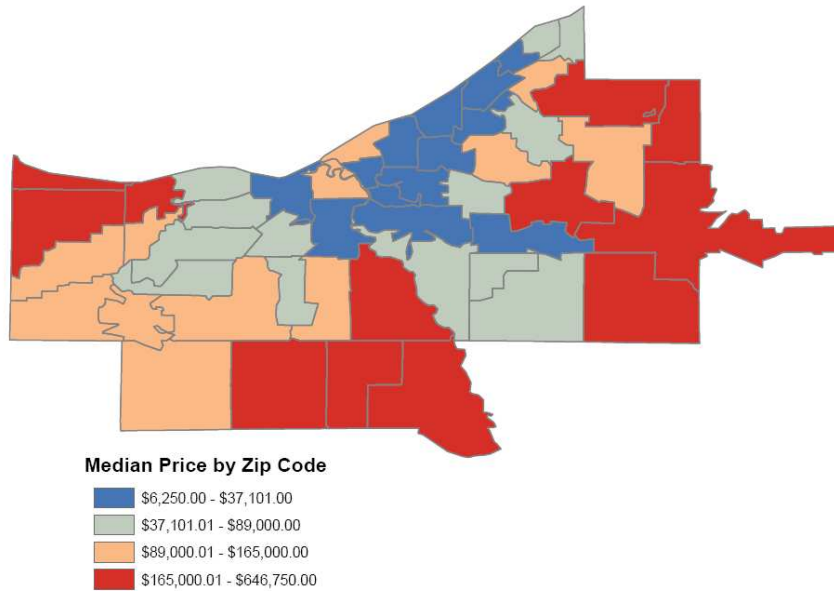 Median Price by Zip Code
$6,250.00 - $37,101.00
$37,101.01 - $89,000.00
$89,000.01 - $165,000.00
$165,000.01 - $646,750.00